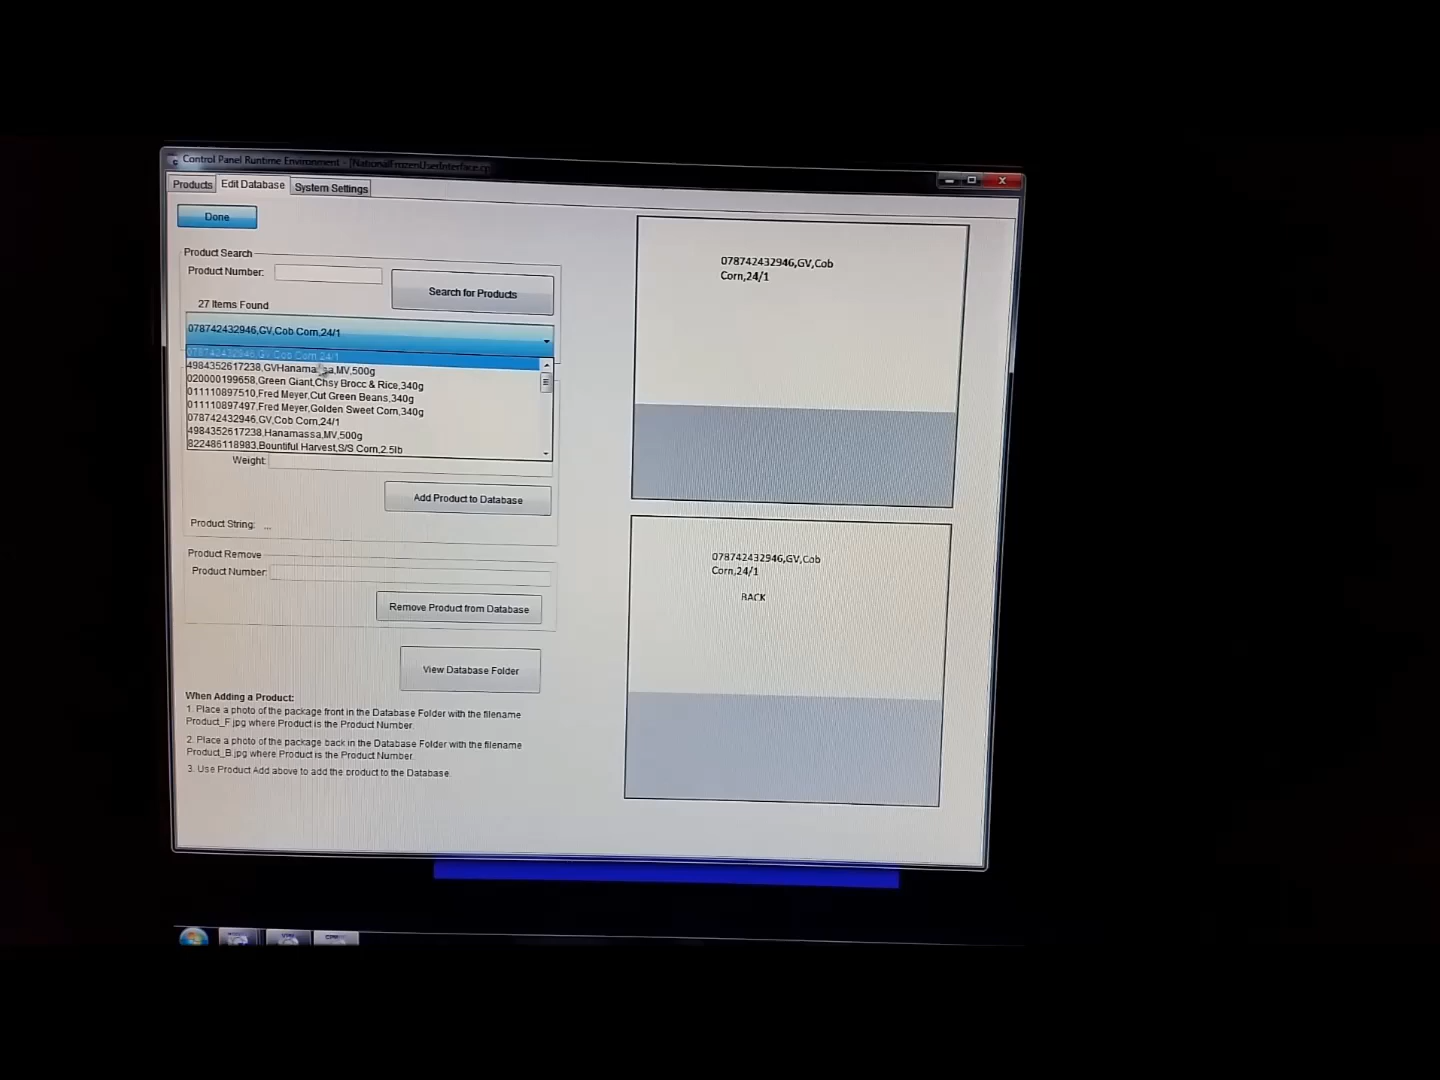 Control Panel Runtime Environment - [NationalFrozenUserInterface.cp
Products Edit Database System Settings
Done
Product Search
Product Number:
Search for Products
27 Items Found
078742432946,GV,Cob Corn,24/1
078742432946,GV,Cob Corn,24/1
4984352617238,GVHanamassa,MV,500g
020000199658,Green Giant,Chsy Brocc & Rice,340g
011110897510,Fred Meyer,Cut Green Beans,340g
011110897497,Fred Meyer,Golden Sweet Corn,340g
078742432946,GV,Cob Corn,24/1
4984352617238,Hanamassa,MV,500g
822486118983,Bountiful Harvest,S/S Corn,2.5lb
Weight:
Add Product to Database
Product String: ...
Product Remove
Product Number:
Remove Product from Database
View Database Folder
When Adding a Product:
1. Place a photo of the package front in the Database Folder with the filename
Product_F.jpg where Product is the Product Number.
2. Place a photo of the package back in the Database Folder with the filename
Product_B.jpg where Product is the Product Number.
3. Use Product Add above to add the product to the Database.
078742432946,GV,Cob
Corn,24/1
078742432946,GV,Cob
Corn,24/1
BACK